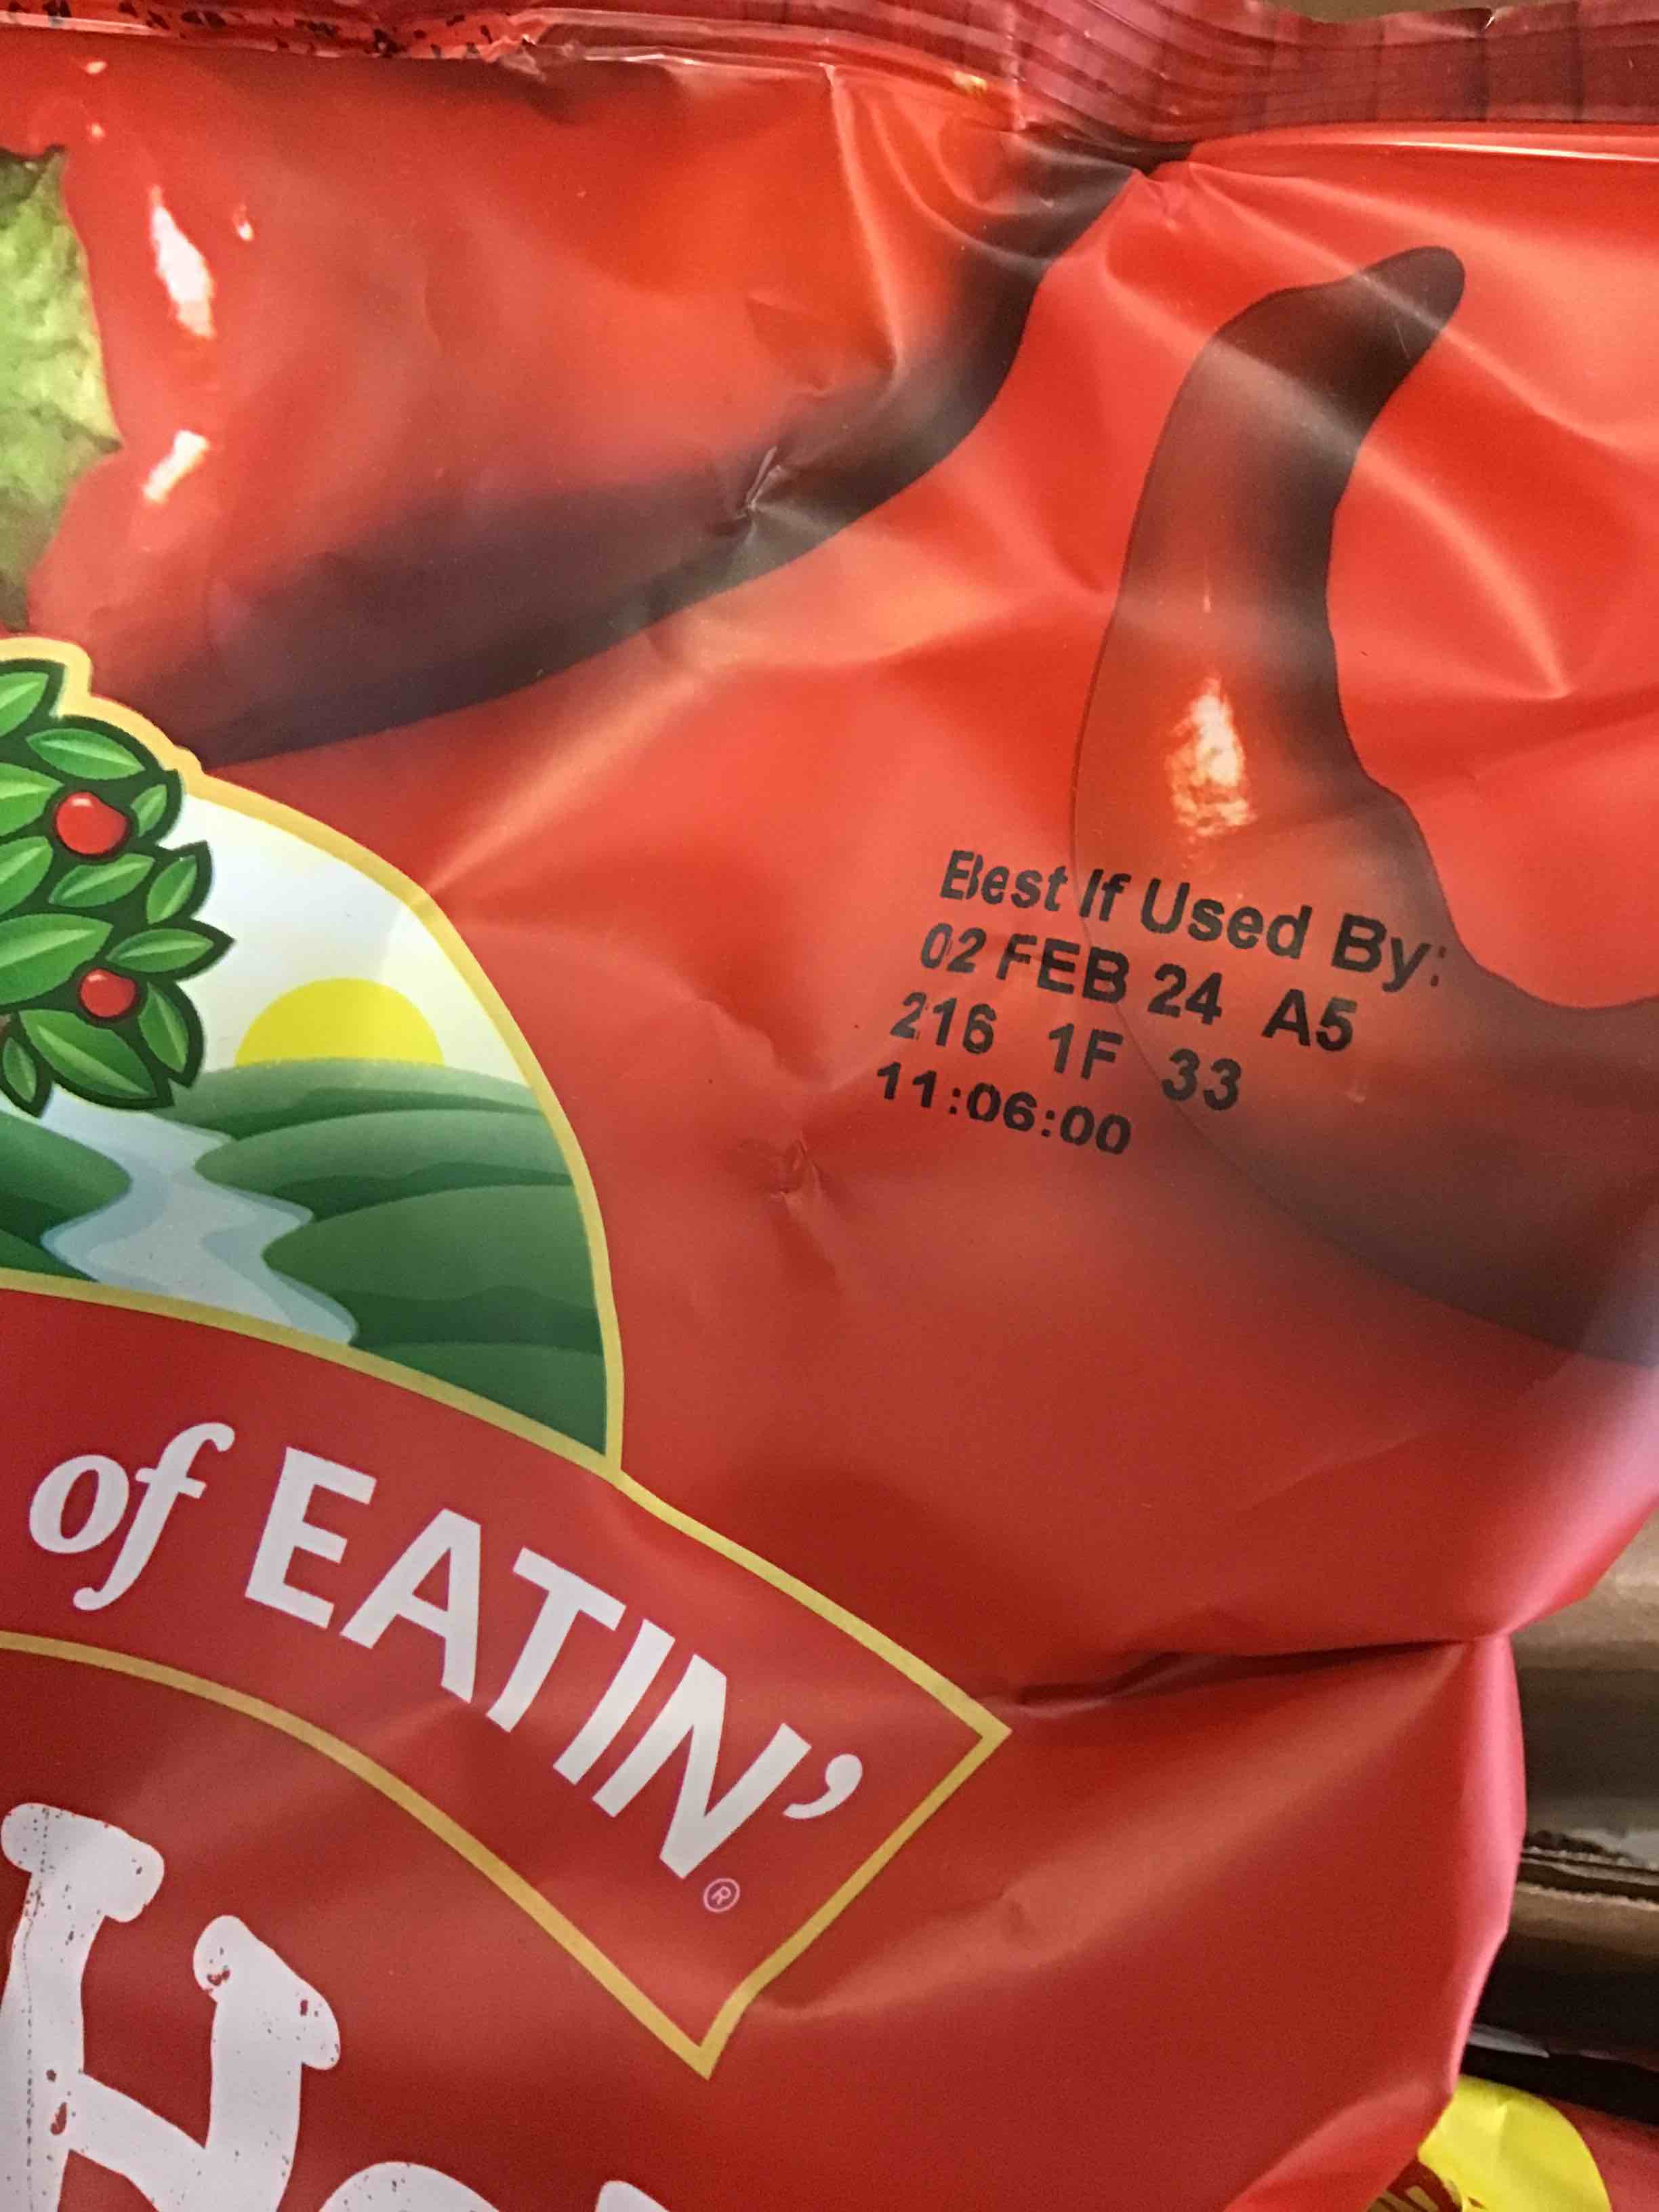 Best If Used By:
02 FEB 24 A5
216 1F 33
11:06:00
of EATIN'®